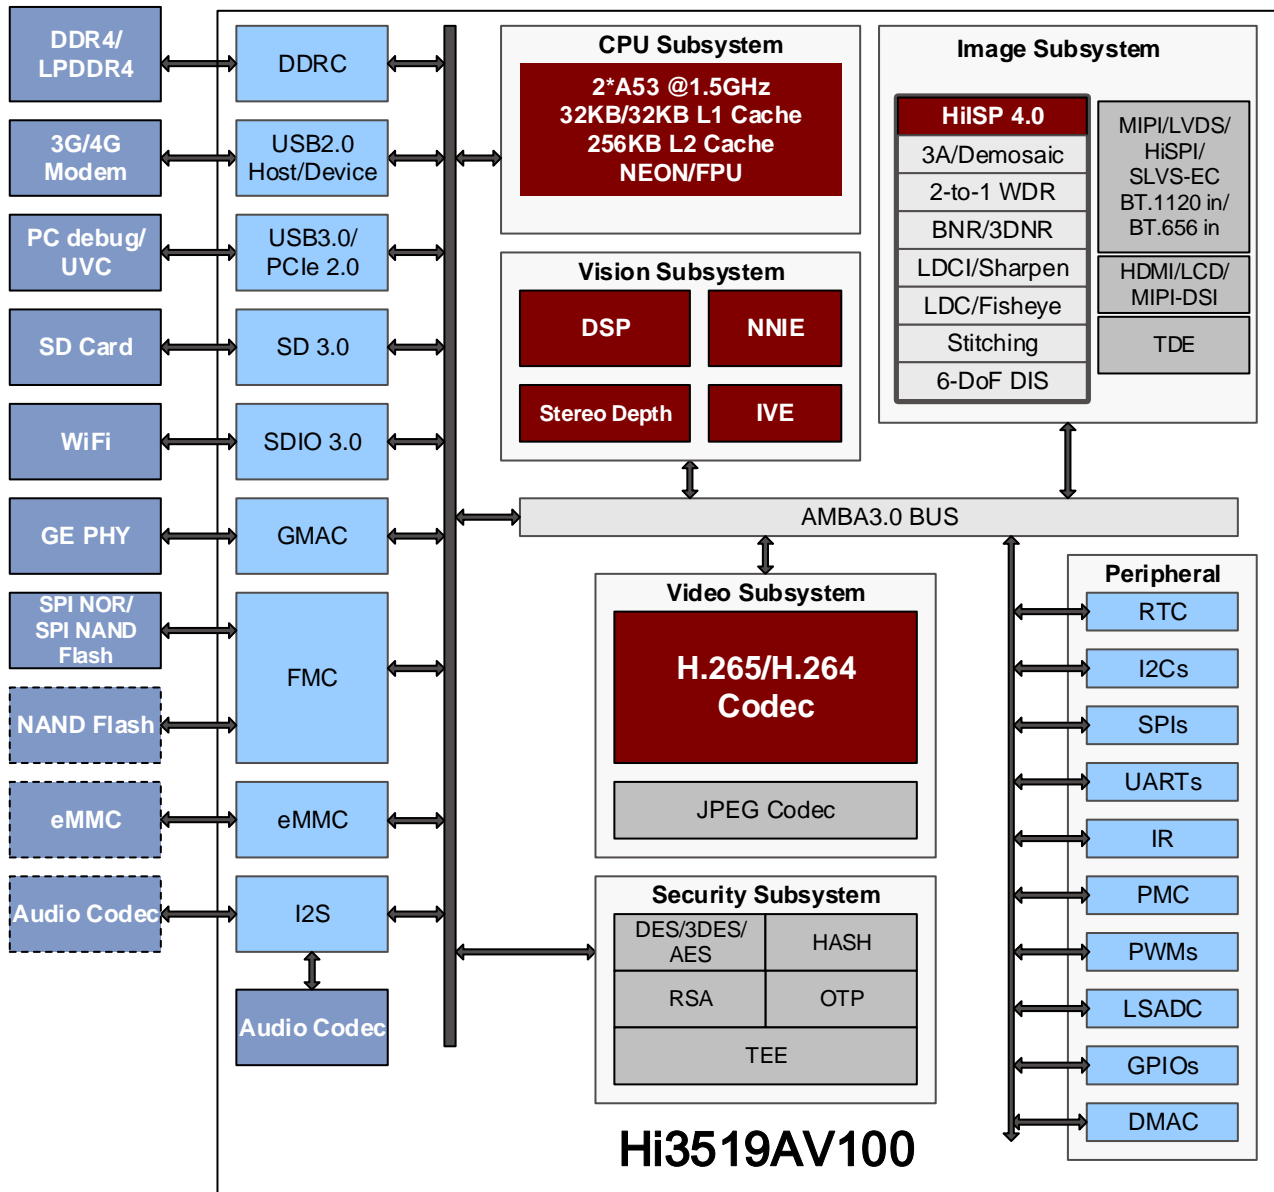 DDR4/
LPDDR4
3G/4G
Modem
PC debug/
UVC
SD Card
WiFi
GE PHY
SPI NOR/
SPI NAND
Flash
NAND Flash
eMMC
Audio Codec
DDRC
USB2.0
Host/Device
USB3.0/
PCIe 2.0
SD 3.0
SDIO 3.0
GMAC
FMC
eMMC
I2S
Audio Codec
CPU Subsystem
2*A53 @1.5GHz
32KB/32KB L1 Cache
256KB L2 Cache
NEON/FPU
Vision Subsystem
DSP
NNIE
Stereo Depth
IVE
Image Subsystem
HiISP 4.0
3A/Demosaic
2-to-1 WDR
BNR/3DNR
LDCI/Sharpen
LDC/Fisheye
Stitching
6-DoF DIS
MIPI/LVDS/
HiSPI/
SLVS-EC
BT.1120 in/
BT.656 in
HDMI/LCD/
MIPI-DSI
TDE
AMBA3.0 BUS
Video Subsystem
H.265/H.264
Codec
JPEG Codec
Security Subsystem
DES/3DES/
AES
HASH
RSA
OTP
TEE
Peripheral
RTC
I2Cs
SPIs
UARTs
IR
PMC
PWMs
LSADC
GPIOs
DMAC
Hi3519AV100